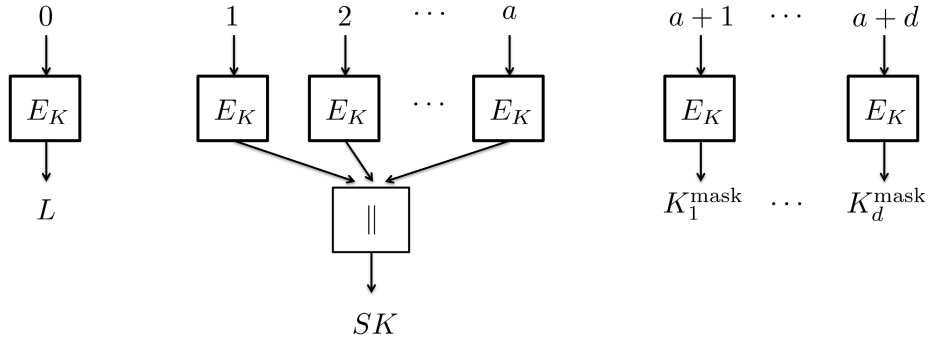 0 1 2 ⋯ a a + 1 ⋯ a + d
E_K E_K E_K ⋯ E_K E_K E_K
L ∥ K_1^mask ⋯ K_d^mask
SK